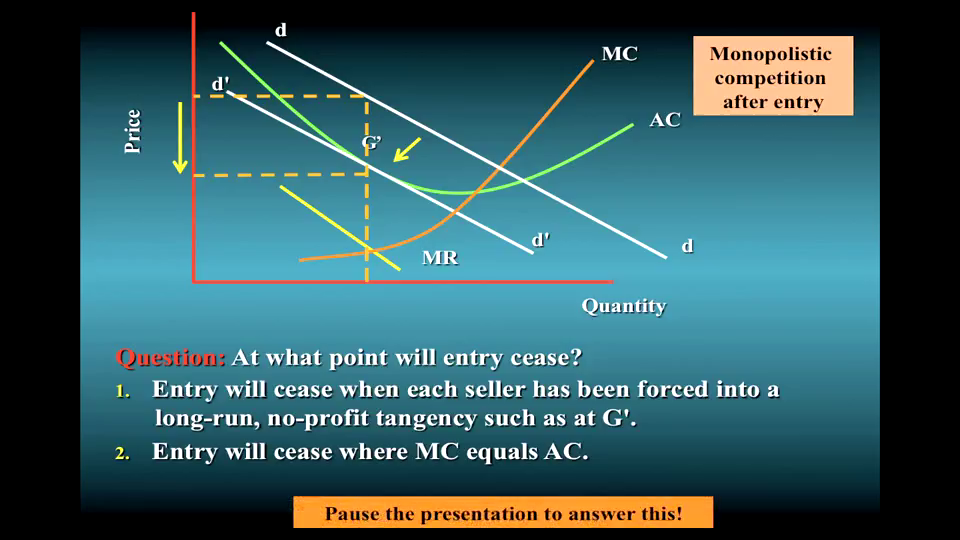 d
MC
Monopolistic
competition
after entry
d'
AC
Price
G’
d'
d
MR
Quantity
Question: At what point will entry cease?
1. Entry will cease when each seller has been forced into a
long-run, no-profit tangency such as at G'.
2. Entry will cease where MC equals AC.
Pause the presentation to answer this!